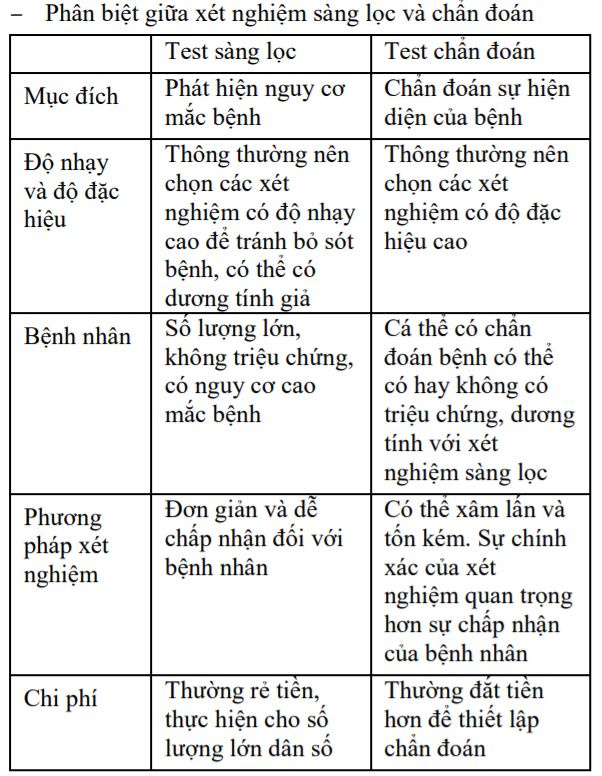 – Phân biệt giữa xét nghiệm sàng lọc và chẩn đoán
Test sàng lọc
Test chẩn đoán
Mục đích
Phát hiện nguy cơ
mắc bệnh
Chẩn đoán sự hiện
diện của bệnh
Độ nhạy
và độ đặc
hiệu
Thông thường nên
chọn các xét
nghiệm có độ nhạy
cao để tránh bỏ sót
bệnh, có thể có
dương tính giả
Thông thường nên
chọn các xét
nghiệm có độ đặc
hiệu cao
Bệnh nhân
Số lượng lớn,
không triệu chứng,
có nguy cơ cao
mắc bệnh
Cá thể có chẩn
đoán bệnh có thể
có hay không có
triệu chứng, dương
tính với xét
nghiệm sàng lọc
Phương
pháp xét
nghiệm
Đơn giản và dễ
chấp nhận đối với
bệnh nhân
Có thể xâm lấn và
tốn kém. Sự chính
xác của xét
nghiệm quan trọng
hơn sự chấp nhận
của bệnh nhân
Chi phí
Thường rẻ tiền,
thực hiện cho số
lượng lớn dân số
Thường đắt tiền
hơn để thiết lập
chẩn đoán